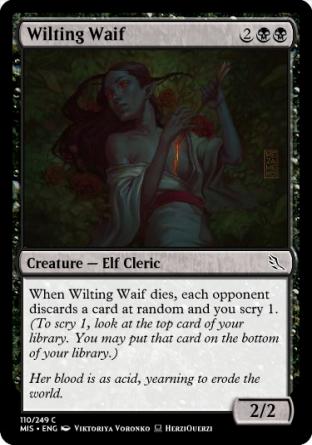 Wilting Waif 2
Creature — Elf Cleric
When Wilting Waif dies, each opponent
discards a card at random and you scry 1.
(To scry 1, look at the top card of your
library. You may put that card on the bottom
of your library.)
Her blood is as acid, yearning to erode the
world.
2/2
110/249 C
MIS • ENG Viktoriya Voronko HerziQuerzi